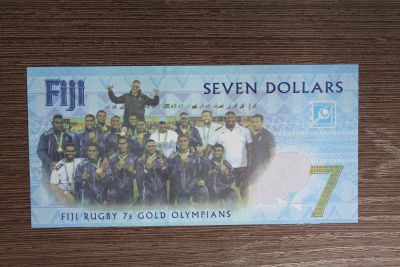 FIJI
SEVEN DOLLARS
FIJI RUGBY 7s GOLD OLYMPIANS
7